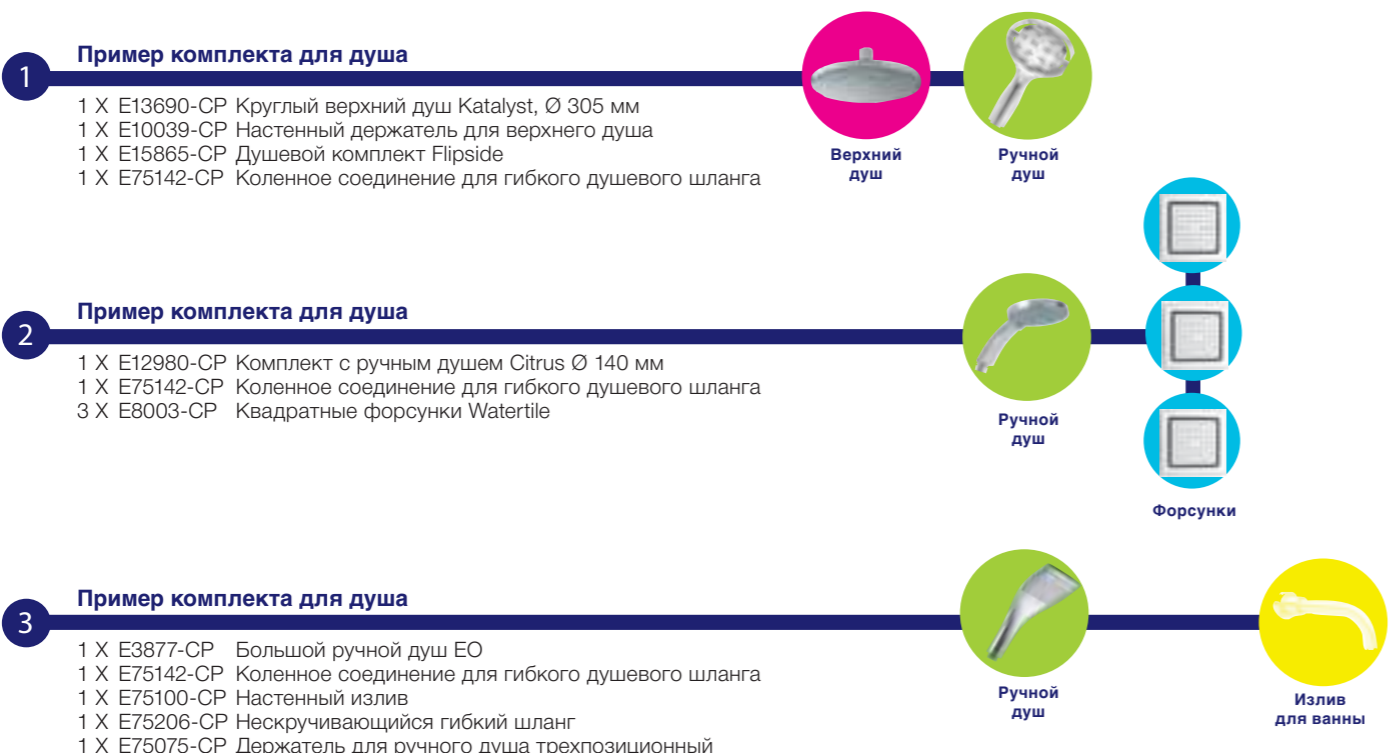 1
Пример комплекта для душа
1 X E13690-CP Круглый верхний душ Katalyst, Ø 305 мм
1 X E10039-CP Настенный держатель для верхнего душа
1 X E15865-CP Душевой комплект Flipside
1 X E75142-CP Коленное соединение для гибкого душевого шланга
Верхний
душ
Ручной
душ
2
Пример комплекта для душа
1 X E12980-CP Комплект с ручным душем Citrus Ø 140 мм
1 X E75142-CP Коленное соединение для гибкого душевого шланга
3 X E8003-CP Квадратные форсунки Watertile
Ручной
душ
Форсунки
3
Пример комплекта для душа
1 X E3877-CP Большой ручной душ EO
1 X E75142-CP Коленное соединение для гибкого душевого шланга
1 X E75100-CP Настенный излив
1 X E75206-CP Нескручивающийся гибкий шланг
1 X E75075-CP Держатель для ручного душа трехпозиционный
Ручной
душ
Излив
для ванны